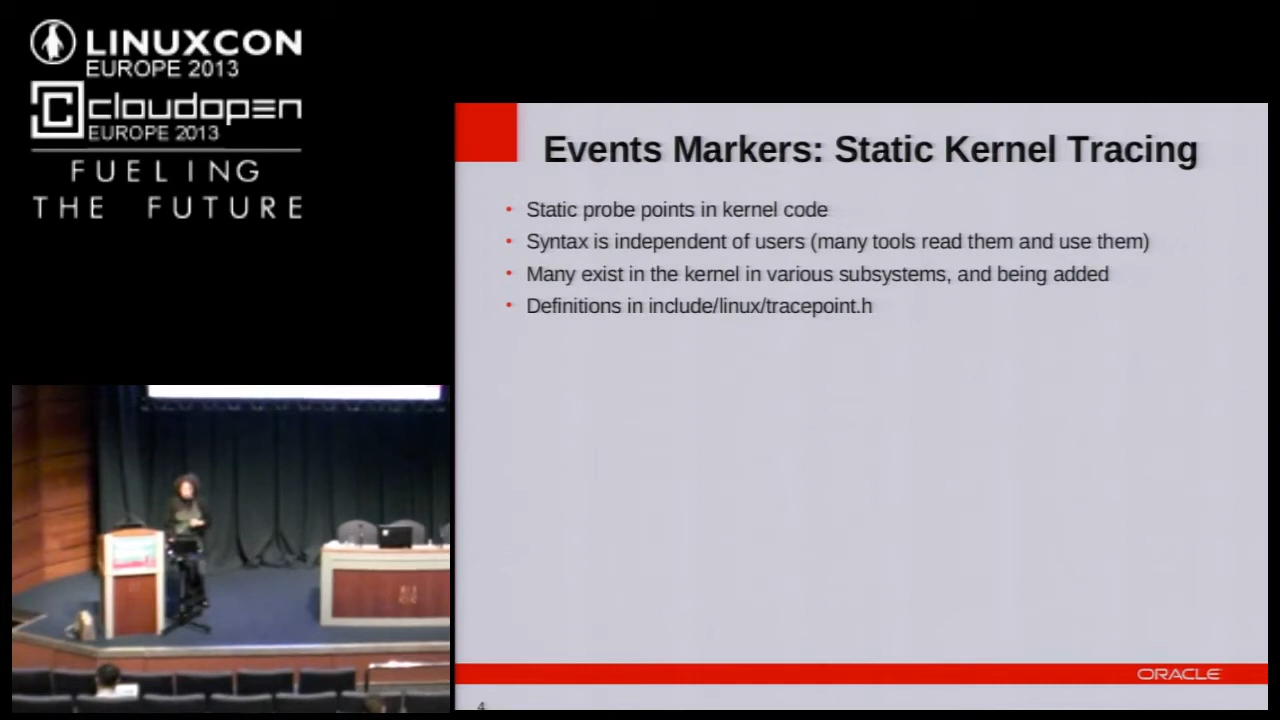 LINUXCON
EUROPE 2013
cloudopen
EUROPE 2013
FUELING
THE FUTURE
Events Markers: Static Kernel Tracing
• Static probe points in kernel code
• Syntax is independent of users (many tools read them and use them)
• Many exist in the kernel in various subsystems, and being added
• Definitions in include/linux/tracepoint.h
ORACLE
4